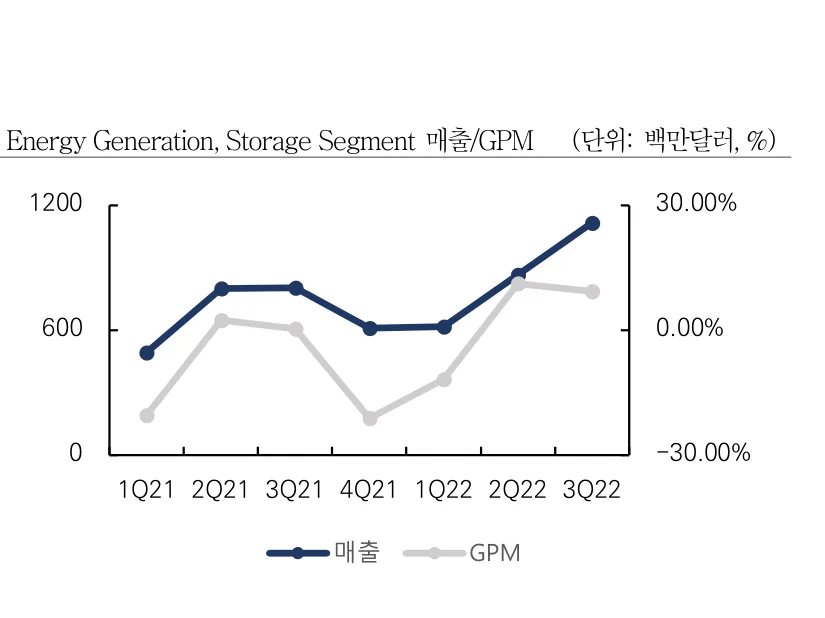 Energy Generation, Storage Segment 매출/GPM (단위: 백만달러, %)
1200 30.00%
600 0.00%
0 -30.00%
1Q21 2Q21 3Q21 4Q21 1Q22 2Q22 3Q22
매출 GPM